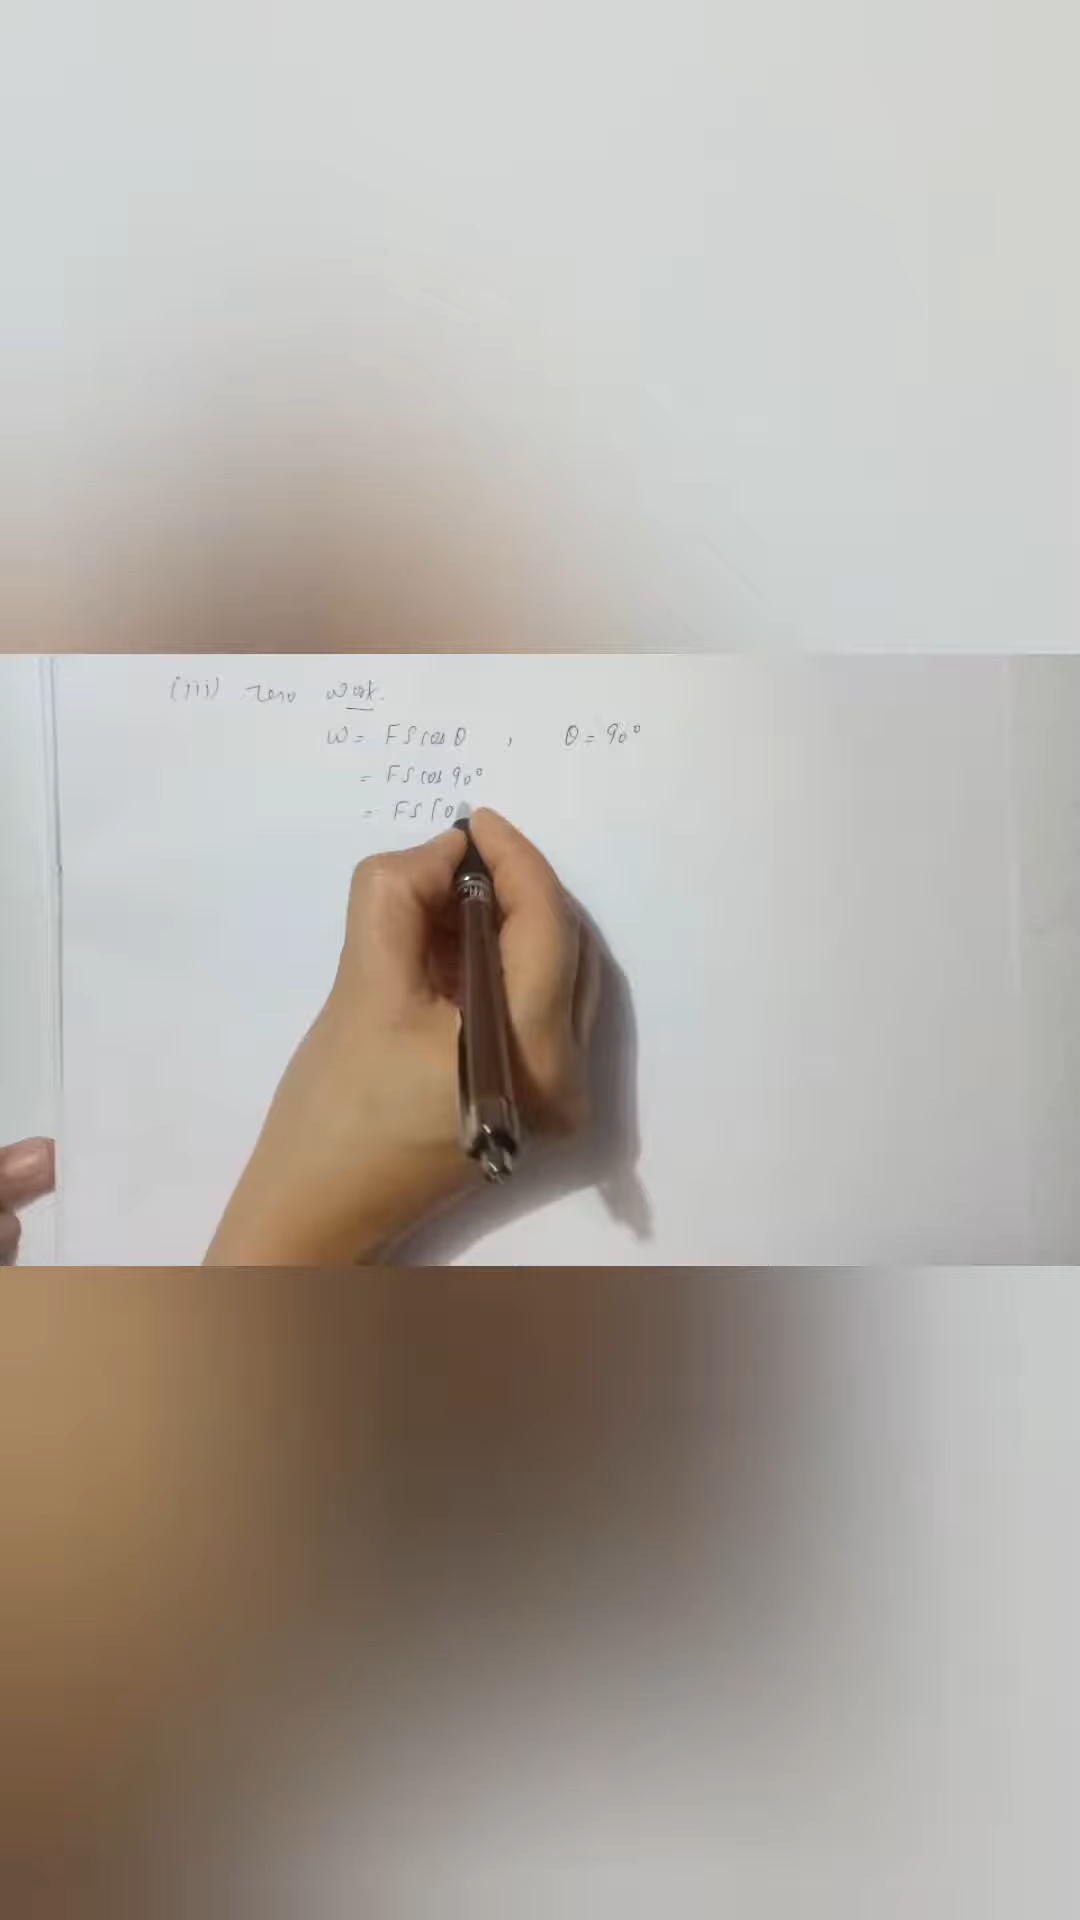 (iii) Zero Work.
W = FS cos θ , θ = 90°
= FS cos 90°
= FS (0